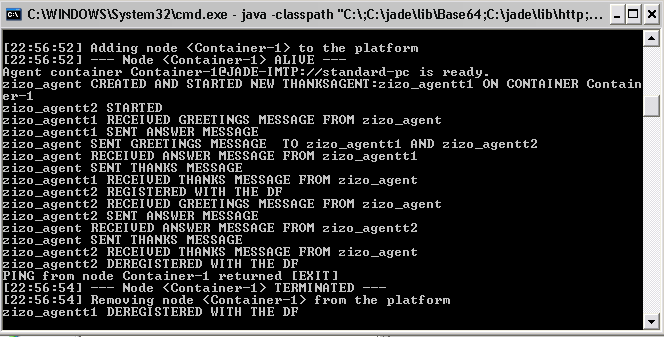 C:\WINDOWS\System32\cmd.exe - java -classpath "C:\;C:\jade\lib\Base64;C:\jade\lib\http;...
[22:56:52] Adding node <Container-1> to the platform
[22:56:52] --- Node <Container-1> ALIVE ---
Agent container Container-1@JADE-IMTP://standard-pc is ready.
zizo_agent CREATED AND STARTED NEW THANKSAGENT:zizo_agentt1 ON CONTAINER Contain
er-1
zizo_agentt2 STARTED
zizo_agentt1 RECEIVED GREETINGS MESSAGE FROM zizo_agent
zizo_agentt1 SENT ANSWER MESSAGE
zizo_agent SENT GREETINGS MESSAGE  TO zizo_agentt1 AND zizo_agentt2
zizo_agent RECEIVED ANSWER MESSAGE FROM zizo_agentt1
zizo_agent SENT THANKS MESSAGE
zizo_agentt1 RECEIVED THANKS MESSAGE FROM zizo_agent
zizo_agentt2 REGISTERED WITH THE DF
zizo_agentt2 RECEIVED GREETINGS MESSAGE FROM zizo_agent
zizo_agentt2 SENT ANSWER MESSAGE
zizo_agent RECEIVED ANSWER MESSAGE FROM zizo_agentt2
zizo_agent SENT THANKS MESSAGE
zizo_agentt2 RECEIVED THANKS MESSAGE FROM zizo_agent
zizo_agentt2 DEREGISTERED WITH THE DF
PING from node Container-1 returned [EXIT]
[22:56:54] --- Node <Container-1> TERMINATED ---
[22:56:54] Removing node <Container-1> from the platform
zizo_agentt1 DEREGISTERED WITH THE DF